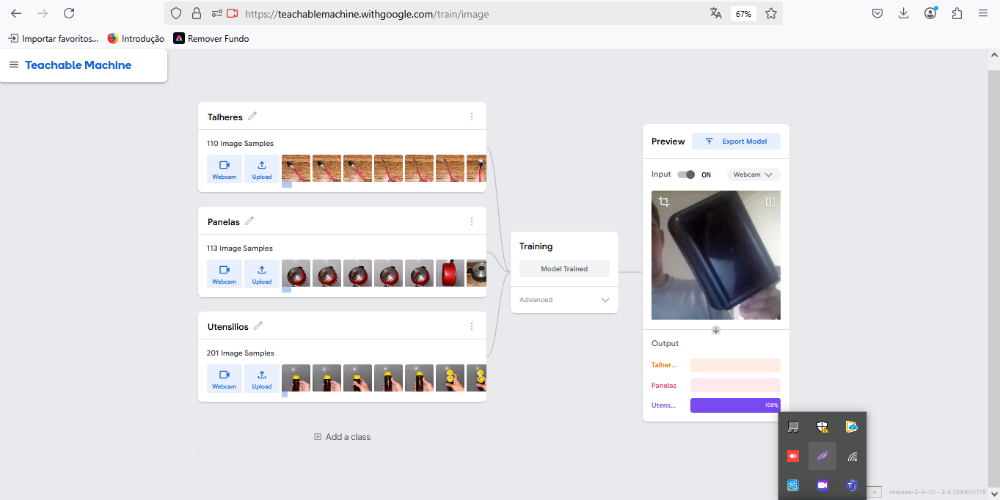 https://teachablemachine.withgoogle.com/train/image
67%
Importar favoritos...
Introdução
Remover Fundo
Teachable Machine
Talheres
110 Image Samples
Webcam
Upload
Panelas
113 Image Samples
Webcam
Upload
Utensilios
201 Image Samples
Webcam
Upload
Add a class
Training
Model Trained
Advanced
Preview
Export Model
Input
ON
Webcam
Output
Talher...
Panelas
Utens...
100%
release-2-4-10 - 2.4.10#40c178